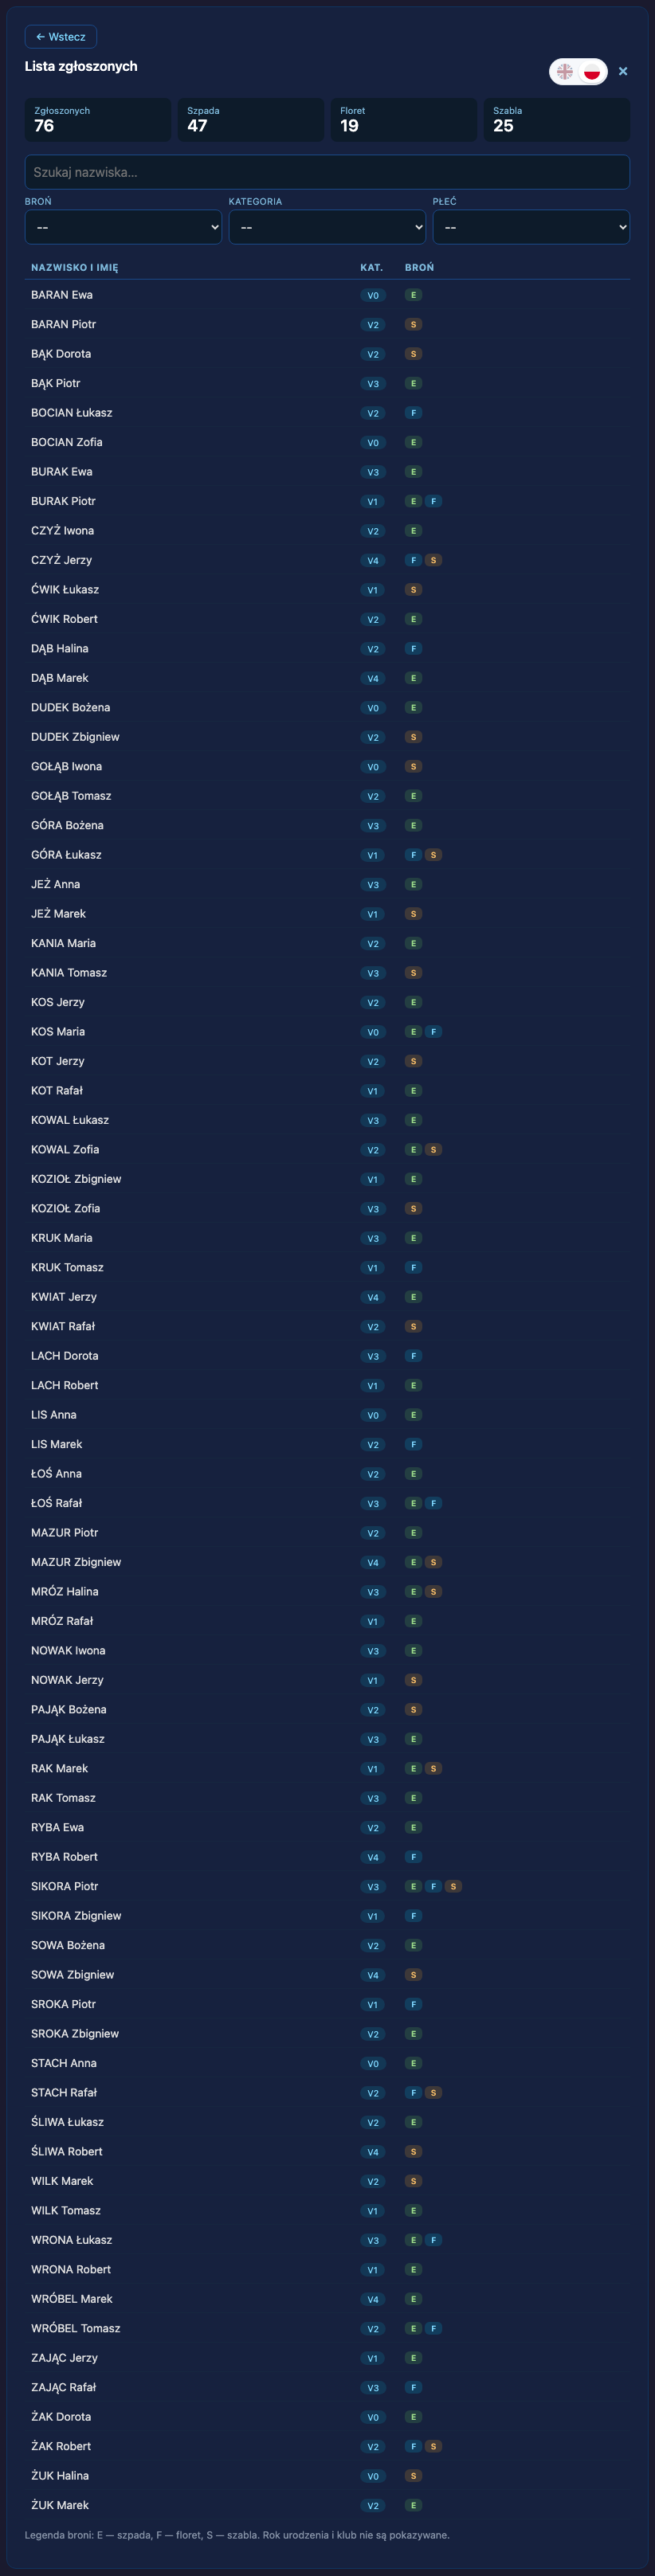 ← Wstecz
Lista zgłoszonych
×
Zgłoszonych Szpada Floret Szabla
76 47 19 25
Szukaj nazwiska...
BROŃ KATEGORIA PŁEĆ
-- -- --
NAZWISKO I IMIĘ KAT. BROŃ
BARAN Ewa V0 E
BARAN Piotr V2 S
BĄK Dorota V2 S
BĄK Piotr V3 E
BOCIAN Łukasz V2 F
BOCIAN Zofia V0 E
BURAK Ewa V3 E
BURAK Piotr V1 E F
CZYŻ Iwona V2 E
CZYŻ Jerzy V4 F S
ĆWIK Łukasz V1 S
ĆWIK Robert V2 E
DĄB Halina V2 F
DĄB Marek V4 E
DUDEK Bożena V0 E
DUDEK Zbigniew V2 S
GOŁĄB Iwona V0 S
GOŁĄB Tomasz V2 E
GÓRA Bożena V3 E
GÓRA Łukasz V1 F S
JEŻ Anna V3 E
JEŻ Marek V1 S
KANIA Maria V2 E
KANIA Tomasz V3 S
KOS Jerzy V2 E
KOS Maria V0 E F
KOT Jerzy V2 S
KOT Rafał V1 E
KOWAL Łukasz V3 E
KOWAL Zofia V2 E S
KOZIOŁ Zbigniew V1 E
KOZIOŁ Zofia V3 S
KRUK Maria V3 E
KRUK Tomasz V1 F
KWIAT Jerzy V4 E
KWIAT Rafał V2 S
LACH Dorota V3 F
LACH Robert V1 E
LIS Anna V0 E
LIS Marek V2 F
ŁOŚ Anna V2 E
ŁOŚ Rafał V3 E F
MAZUR Piotr V2 E
MAZUR Zbigniew V4 E S
MRÓZ Halina V3 E S
MRÓZ Rafał V1 E
NOWAK Iwona V3 E
NOWAK Jerzy V1 S
PAJĄK Bożena V2 S
PAJĄK Łukasz V3 E
RAK Marek V1 E S
RAK Tomasz V3 E
RYBA Ewa V2 E
RYBA Robert V4 F
SIKORA Piotr V3 E F S
SIKORA Zbigniew V1 F
SOWA Bożena V2 E
SOWA Zbigniew V4 S
SROKA Piotr V1 F
SROKA Zbigniew V2 E
STACH Anna V0 E
STACH Rafał V2 F S
ŚLIWA Łukasz V2 E
ŚLIWA Robert V4 S
WILK Marek V2 S
WILK Tomasz V1 E
WRONA Łukasz V3 E F
WRONA Robert V1 E
WRÓBEL Marek V4 E
WRÓBEL Tomasz V2 E F
ZAJĄC Jerzy V1 E
ZAJĄC Rafał V3 F
ŻAK Dorota V0 E
ŻAK Robert V2 F S
ŻUK Halina V0 S
ŻUK Marek V2 E
Legenda broni: E — szpada, F — floret, S — szabla. Rok urodzenia i klub nie są pokazywane.